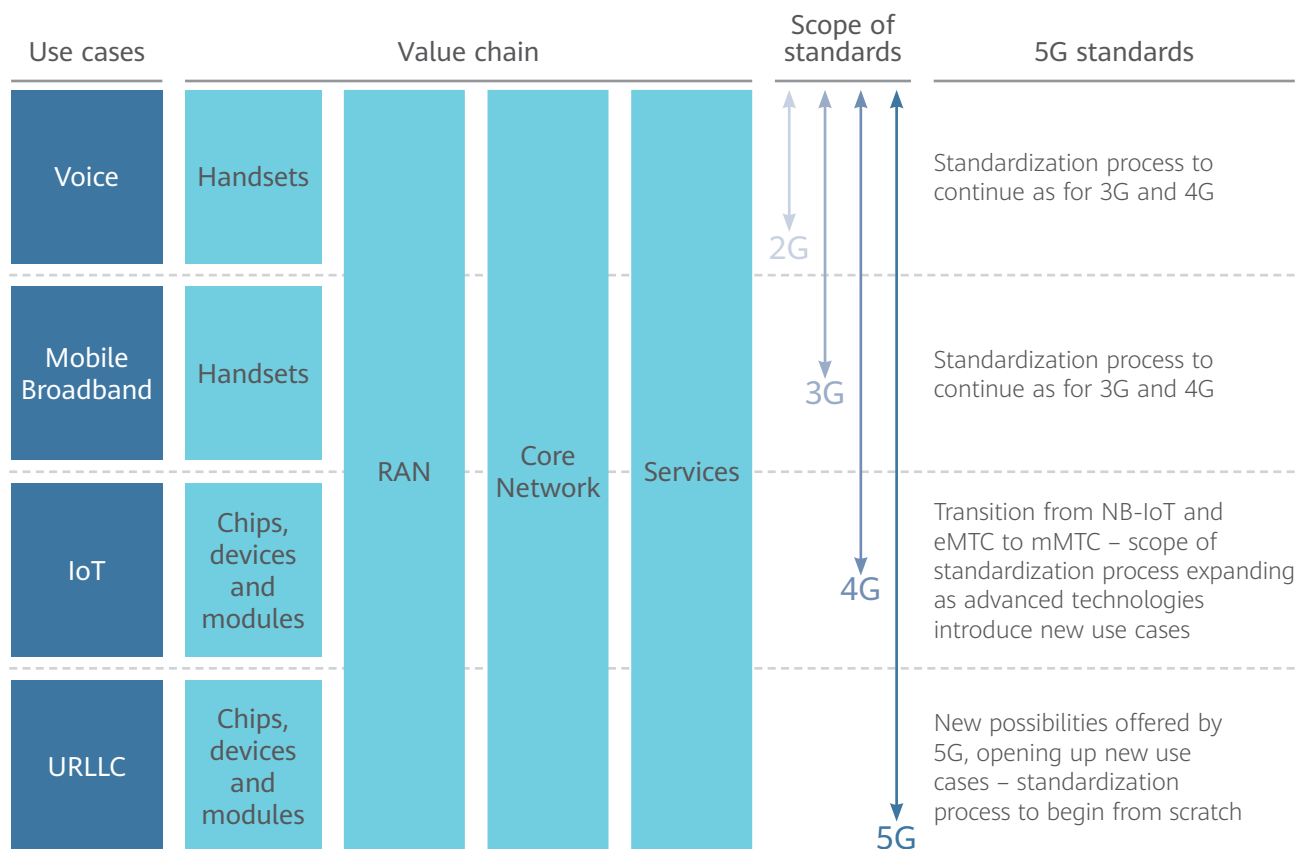 Use cases
Value chain
Scope of
standards
5G standards
Voice
Handsets
2G
Standardization process to
continue as for 3G and 4G
Mobile
Broadband
Handsets
3G
Standardization process to
continue as for 3G and 4G
RAN
Core
Network
Services
IoT
Chips,
devices
and
modules
4G
Transition from NB-IoT and
eMTC to mMTC – scope of
standardization process expanding
as advanced technologies
introduce new use cases
URLLC
Chips,
devices
and
modules
5G
New possibilities offered by
5G, opening up new use
cases – standardization
process to begin from scratch